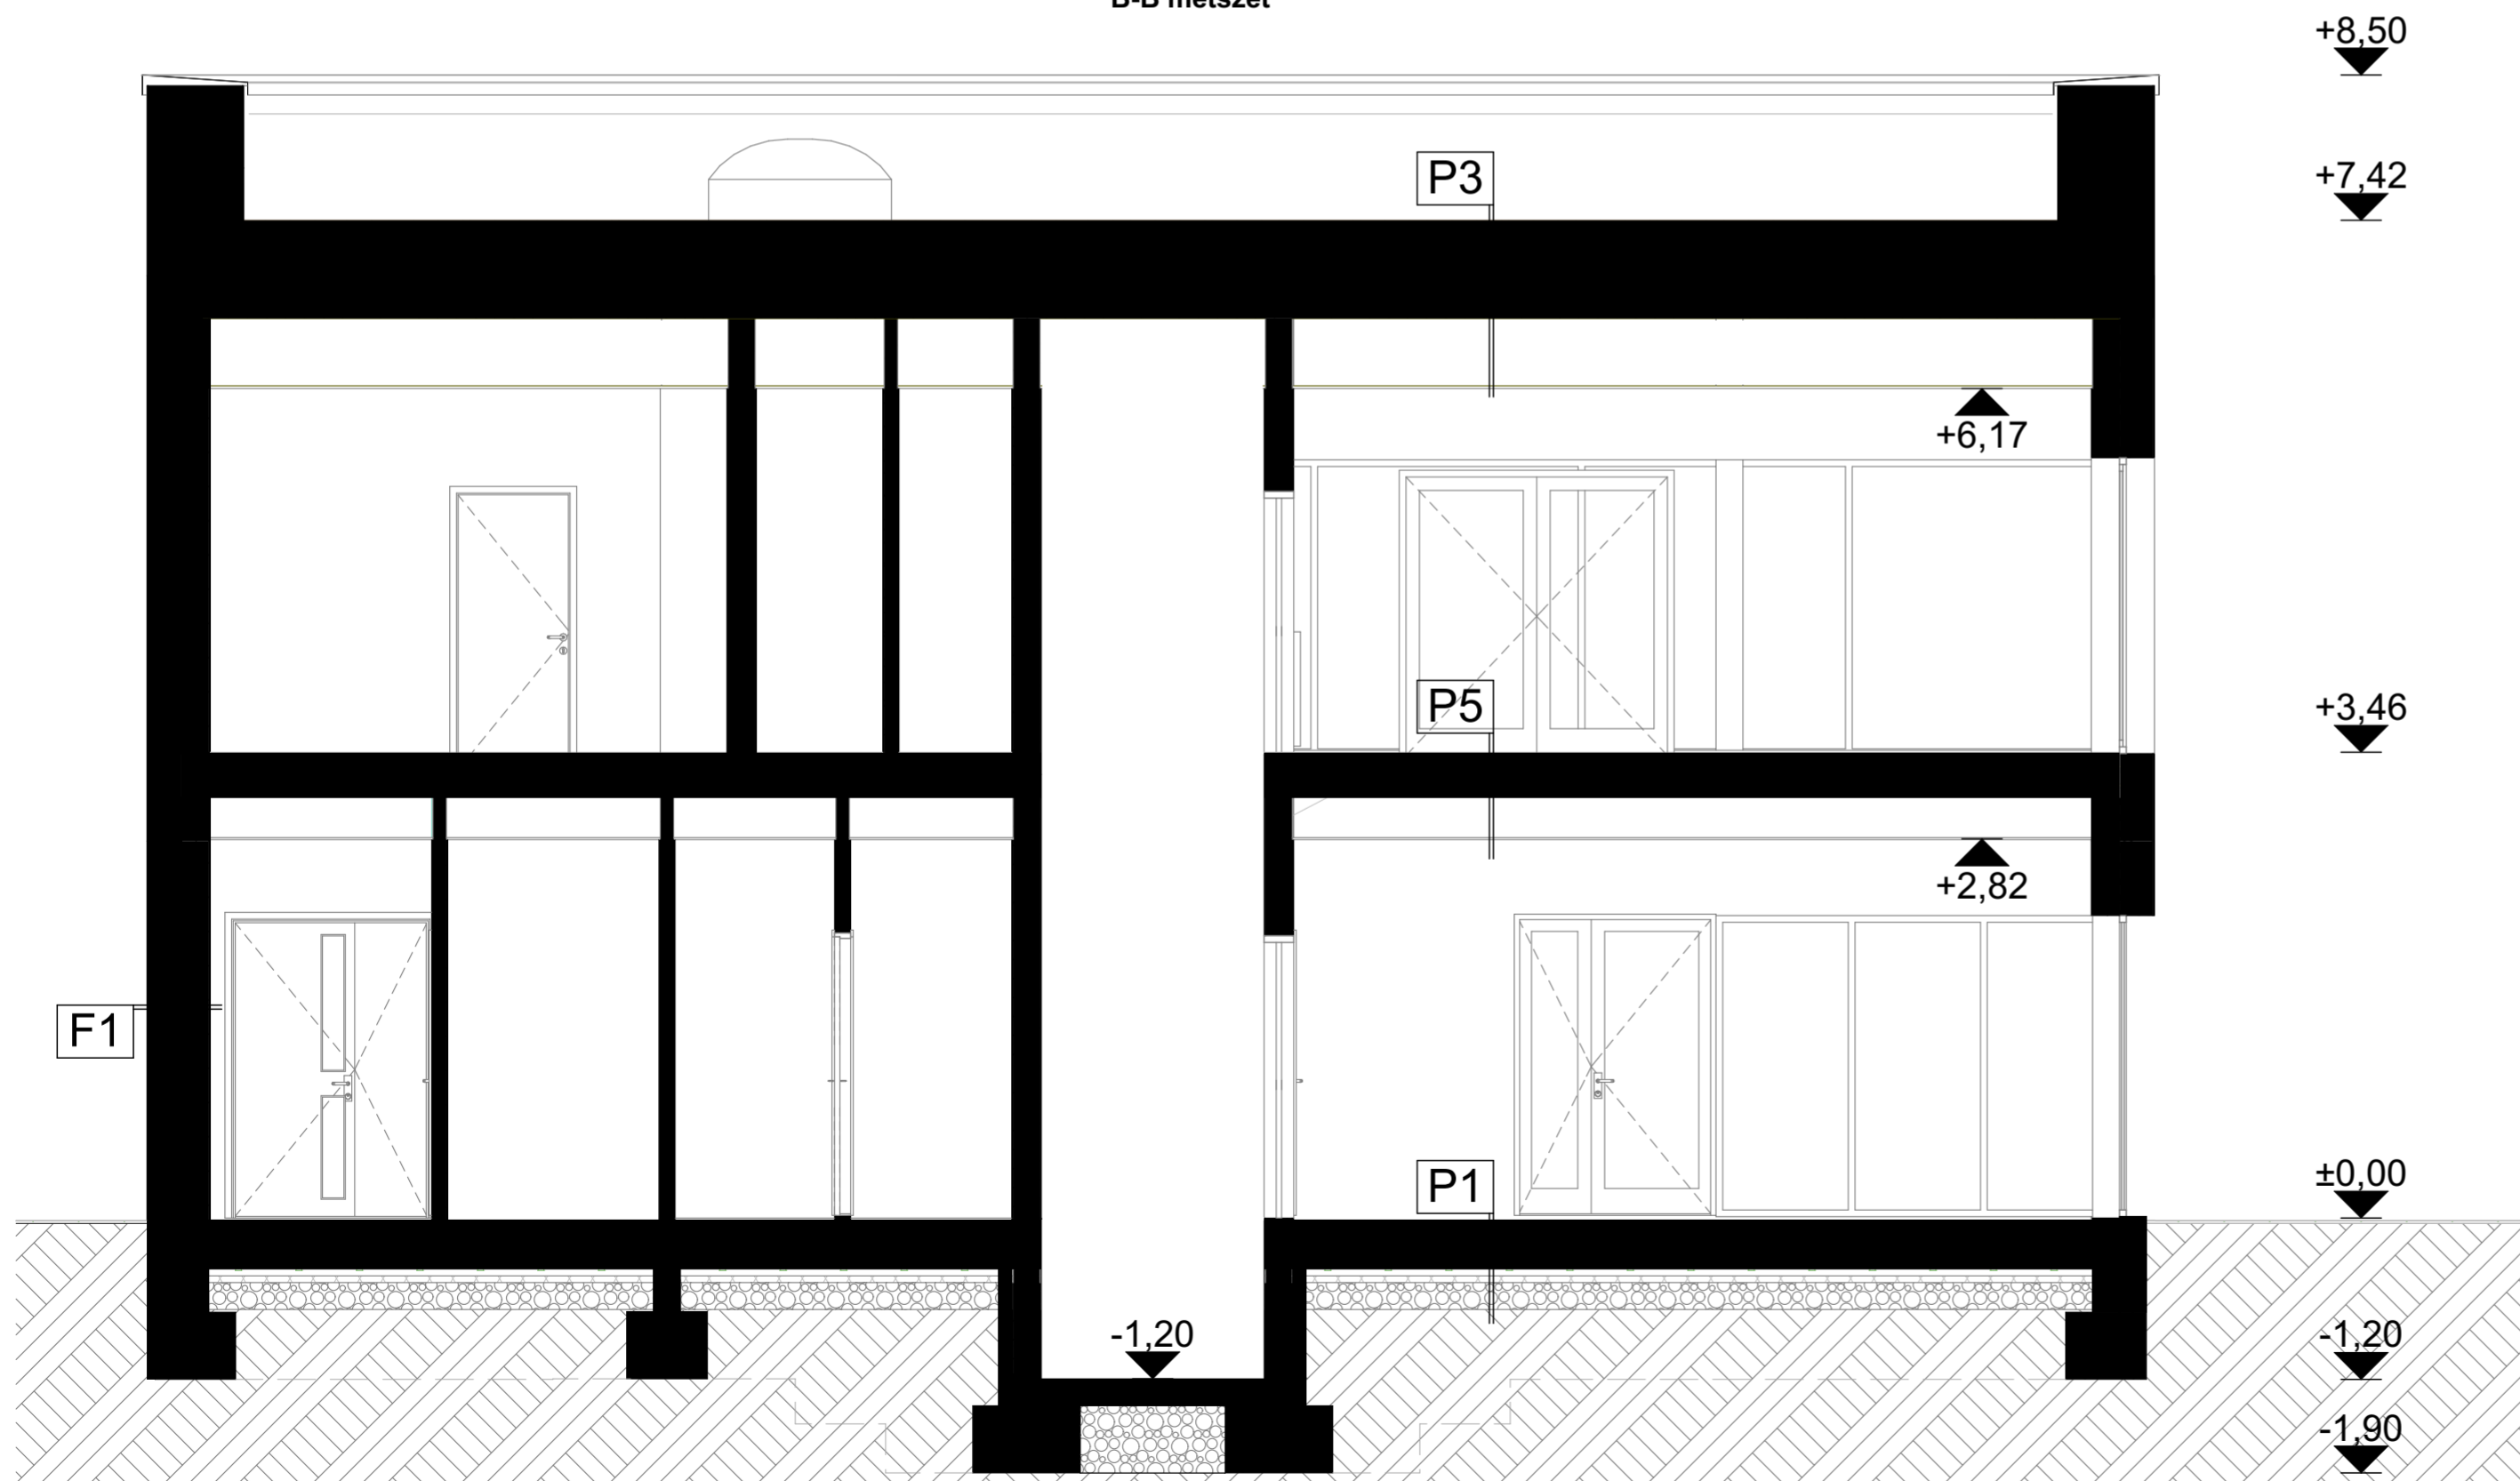 B-B metszet
+8,50
P3
+7,42
+6,17
P5
+3,46
+2,82
F1
P1
±0,00
-1,20
-1,20
-1,90